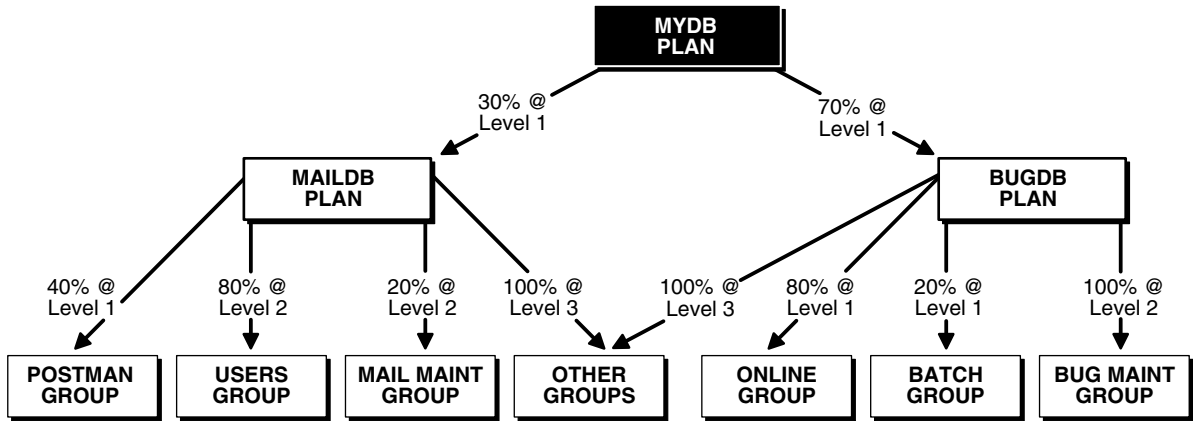 MYDB
PLAN
30% @
Level 1
70% @
Level 1
MAILDB
PLAN
BUGDB
PLAN
40% @
Level 1
80% @
Level 2
20% @
Level 2
100% @
Level 3
100% @
Level 3
80% @
Level 1
20% @
Level 1
100% @
Level 2
POSTMAN
GROUP
USERS
GROUP
MAIL MAINT
GROUP
OTHER
GROUPS
ONLINE
GROUP
BATCH
GROUP
BUG MAINT
GROUP